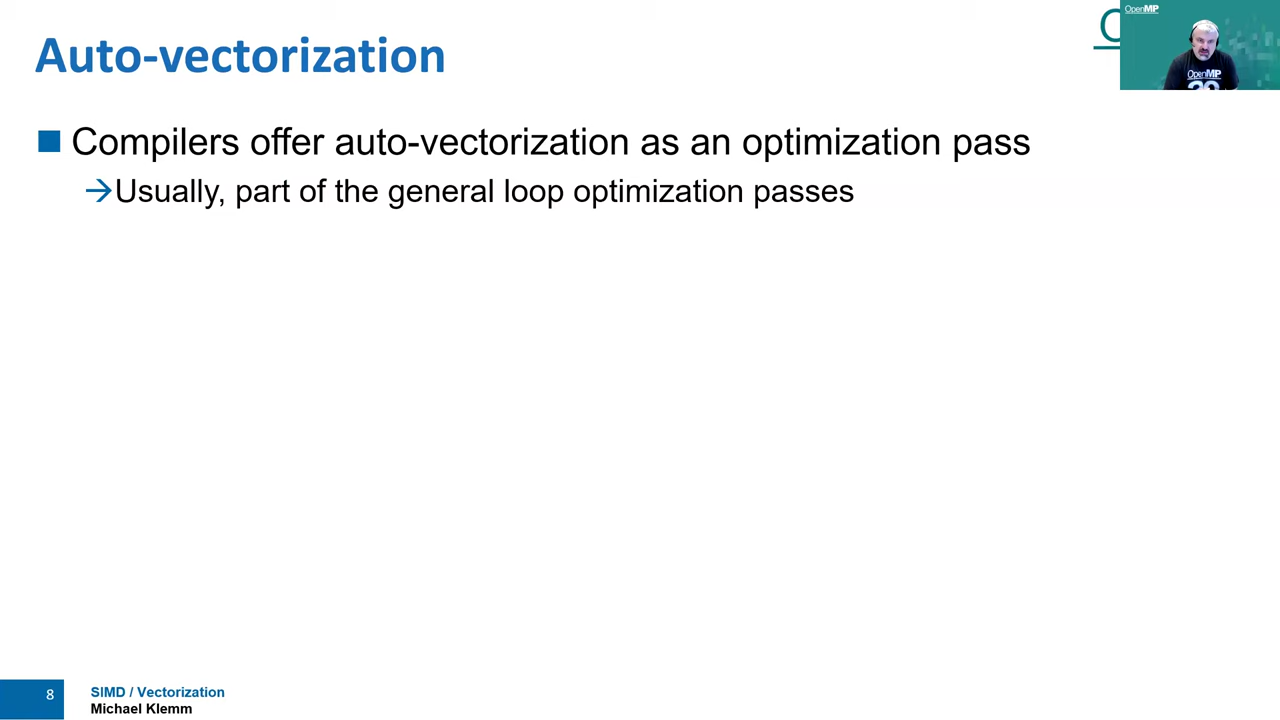 Auto-vectorization
OpenMP
OpenMP
Compilers offer auto-vectorization as an optimization pass
→Usually, part of the general loop optimization passes
8
SIMD / Vectorization
Michael Klemm